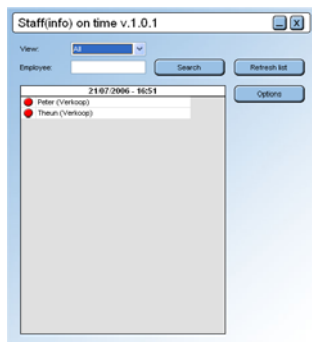 Staff(info) on time v.1.0.1
View: All
Employee: Search Refresh list
Options
21/07/2006 - 16:51
Peter (Verkoop)
Theun (Verkoop)